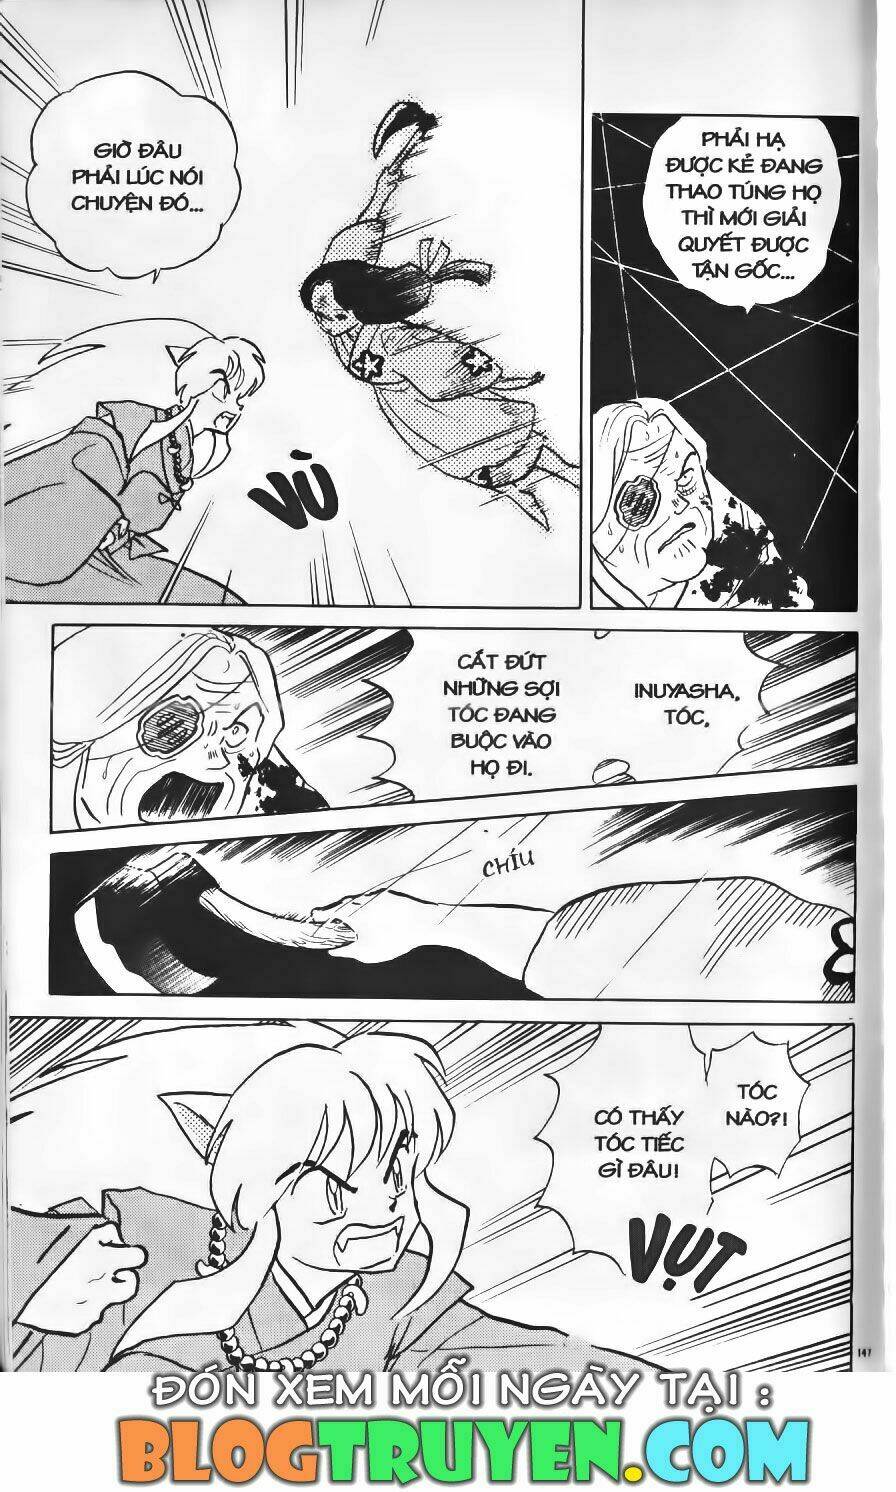 PHẢI HẠ
ĐƯỢC KẺ ĐANG
THAO TÚNG HỌ
THÌ MỚI GIẢI
QUYẾT ĐƯỢC
TẬN GỐC...
GIỜ ĐÂU
PHẢI LÚC NÓI
CHUYỆN ĐÓ...
VÙ
INUYASHA,
TÓC,
CẮT ĐỨT
NHỮNG SỢI
TÓC ĐANG
BUỘC VÀO
HỌ ĐI.
CHÍU
TÓC
NÀO?!
CÓ THẤY
TÓC TIẾC
GÌ ĐÂU!
VỤT
147
ĐÓN XEM MỖI NGÀY TẠI :
BLOGTRUYEN.COM